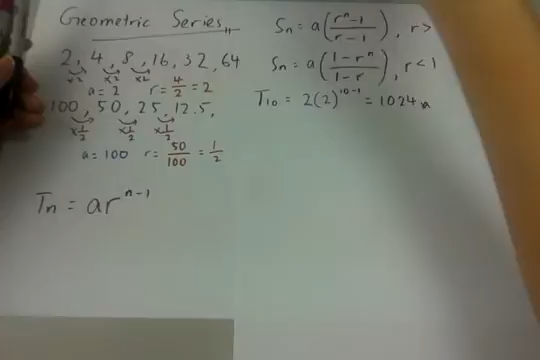 Geometric Series
2, 4, 8, 16, 32, 64
x2 x2 x2
a = 2 r = 4/2 = 2
100, 50, 25, 12.5,
x1/2 x1/2 x1/2
a = 100 r = 50/100 = 1/2
Tn = ar^(n-1)
Sn = a((r^n - 1)/(r - 1)), r >
Sn = a((1 - r^n)/(1 - r)), r < 1
T10 = 2(2)^(10-1) = 1024